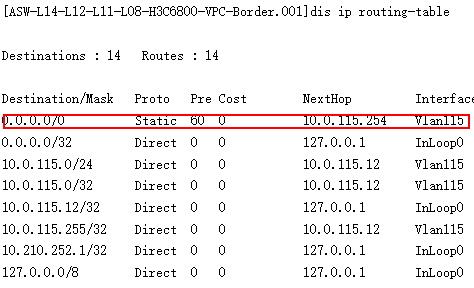 [ASW-L14-L12-L11-L08-H3C6800-VPC-Border.001]dis ip routing-table
Destinations : 14 Routes : 14
Destination/Mask Proto Pre Cost NextHop Interface
0.0.0.0/0 Static 60 0 10.0.115.254 Vlan115
0.0.0.0/32 Direct 0 0 127.0.0.1 InLoop0
10.0.115.0/24 Direct 0 0 10.0.115.12 Vlan115
10.0.115.0/32 Direct 0 0 10.0.115.12 Vlan115
10.0.115.12/32 Direct 0 0 127.0.0.1 InLoop0
10.0.115.255/32 Direct 0 0 10.0.115.12 Vlan115
10.210.252.1/32 Direct 0 0 127.0.0.1 InLoop0
127.0.0.0/8 Direct 0 0 127.0.0.1 InLoop0